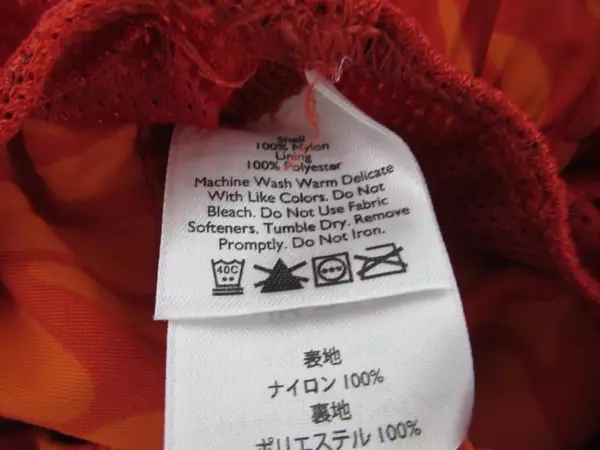 Shell
100% Nylon
Lining
100% Polyester
Machine Wash Warm Delicate
With Like Colors. Do Not
Bleach. Do Not Use Fabric
Softeners. Tumble Dry. Remove
Promptly. Do Not Iron.
40C
表地
ナイロン 100%
裏地
ポリエステル 100%